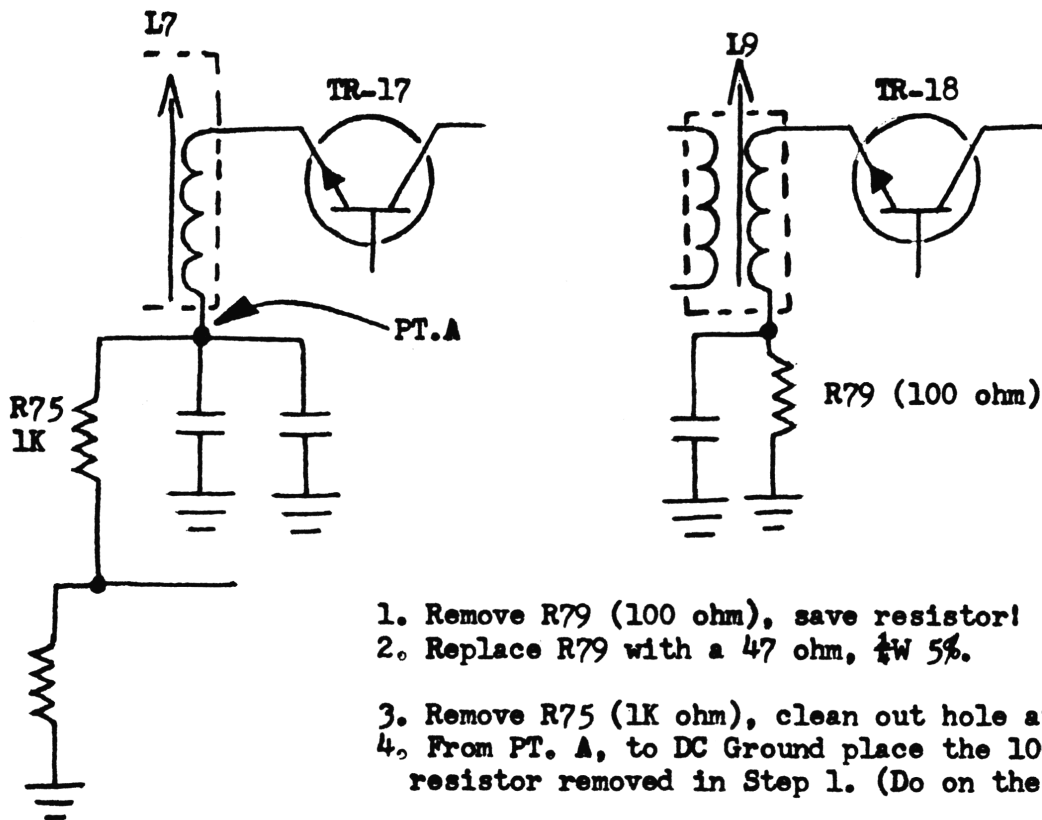 L7
TR-17
L9
TR-18
PT.A
R75
1K
R79 (100 ohm)
1. Remove R79 (100 ohm), save resistor!
2. Replace R79 with a 47 ohm, ¼W 5%.
3. Remove R75 (1K ohm), clean out hole a
4. From PT. A, to DC Ground place the 10
resistor removed in Step 1. (Do on the